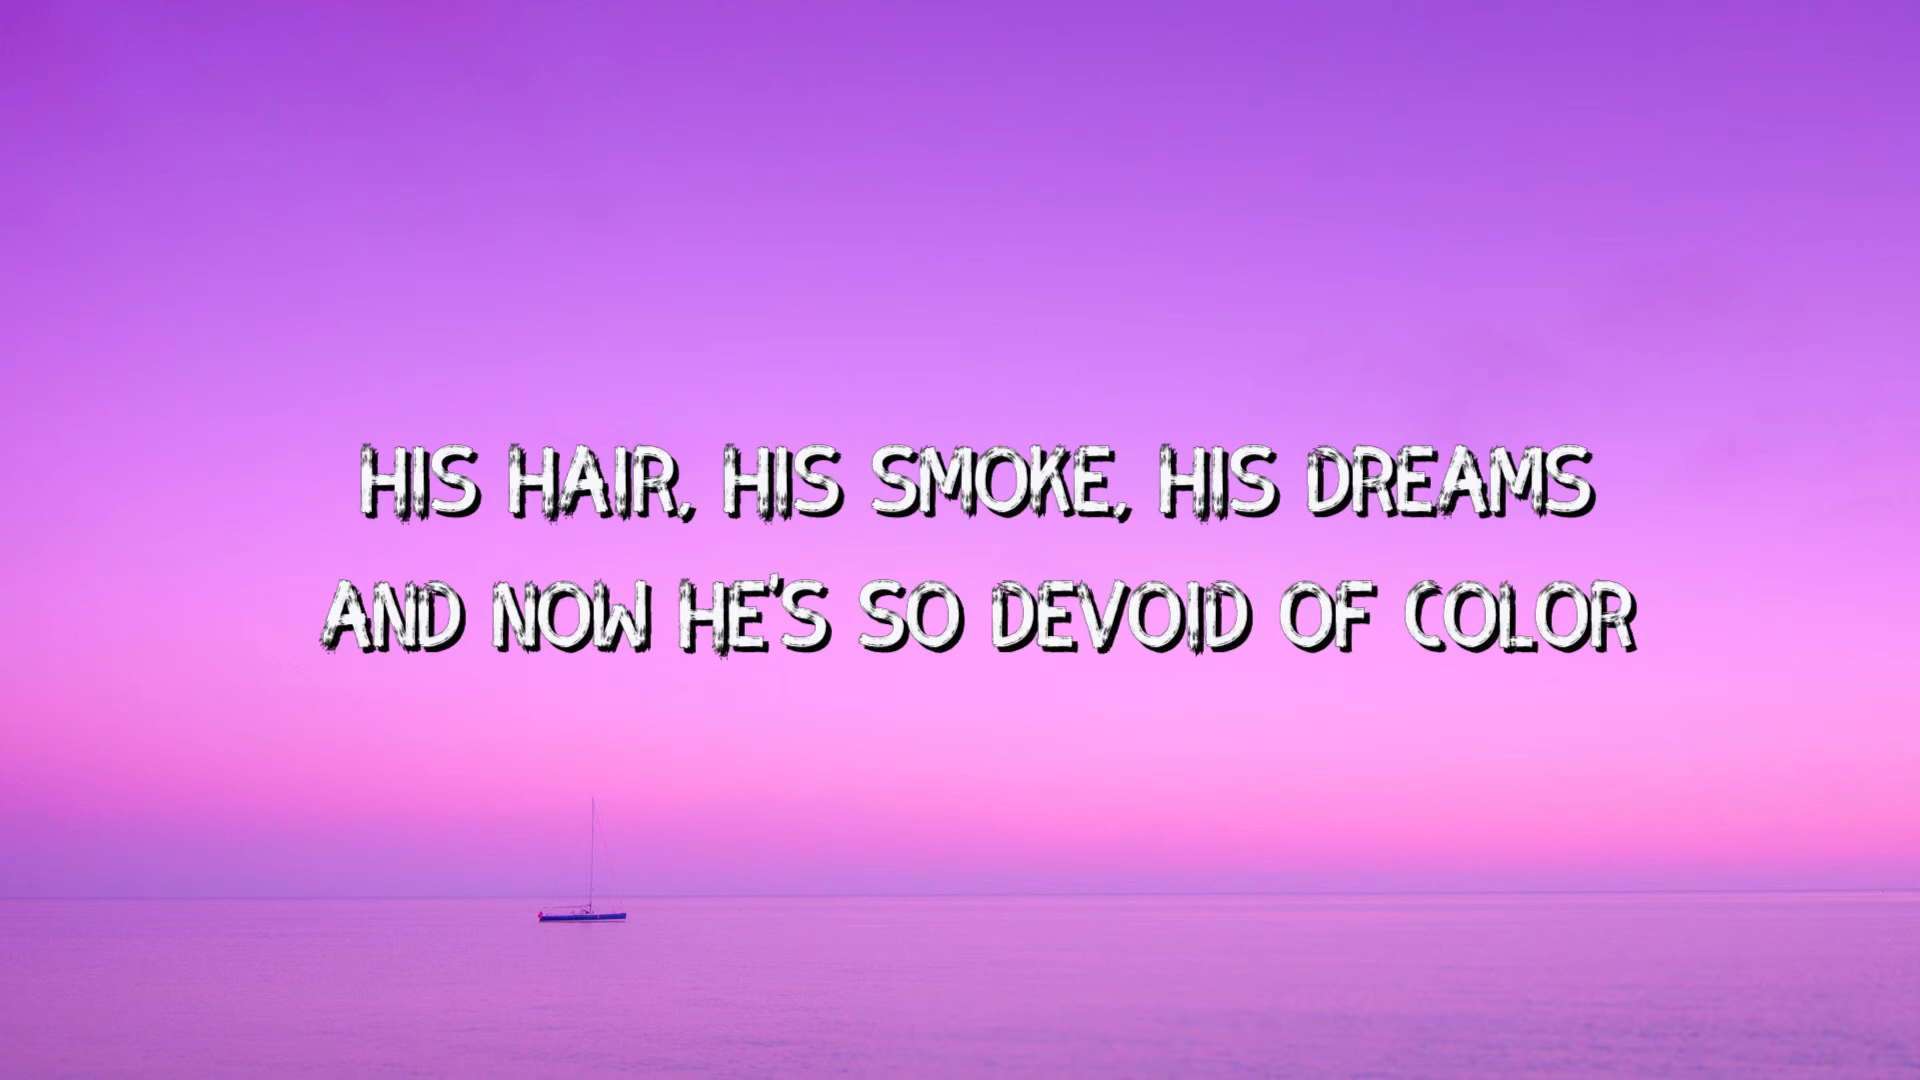 HIS HAIR, HIS SMOKE, HIS DREAMS
AND NOW HE'S SO DEVOID OF COLOR